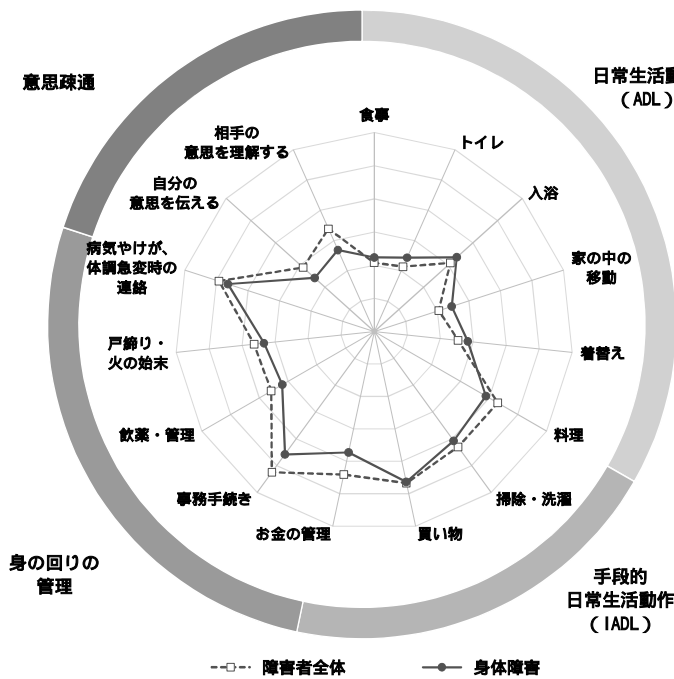 意思疎通
日常生活動
（ADL）
食事
トイレ
入浴
家の中の
移動
着替え
料理
掃除・洗濯
買い物
お金の管理
事務手続き
飲薬・管理
戸締り・
火の始末
病気やけが、
体調急変時の
連絡
自分の
意思を伝える
相手の
意思を理解する
身の回りの
管理
手段的
日常生活動作
（IADL）
障害者全体
身体障害